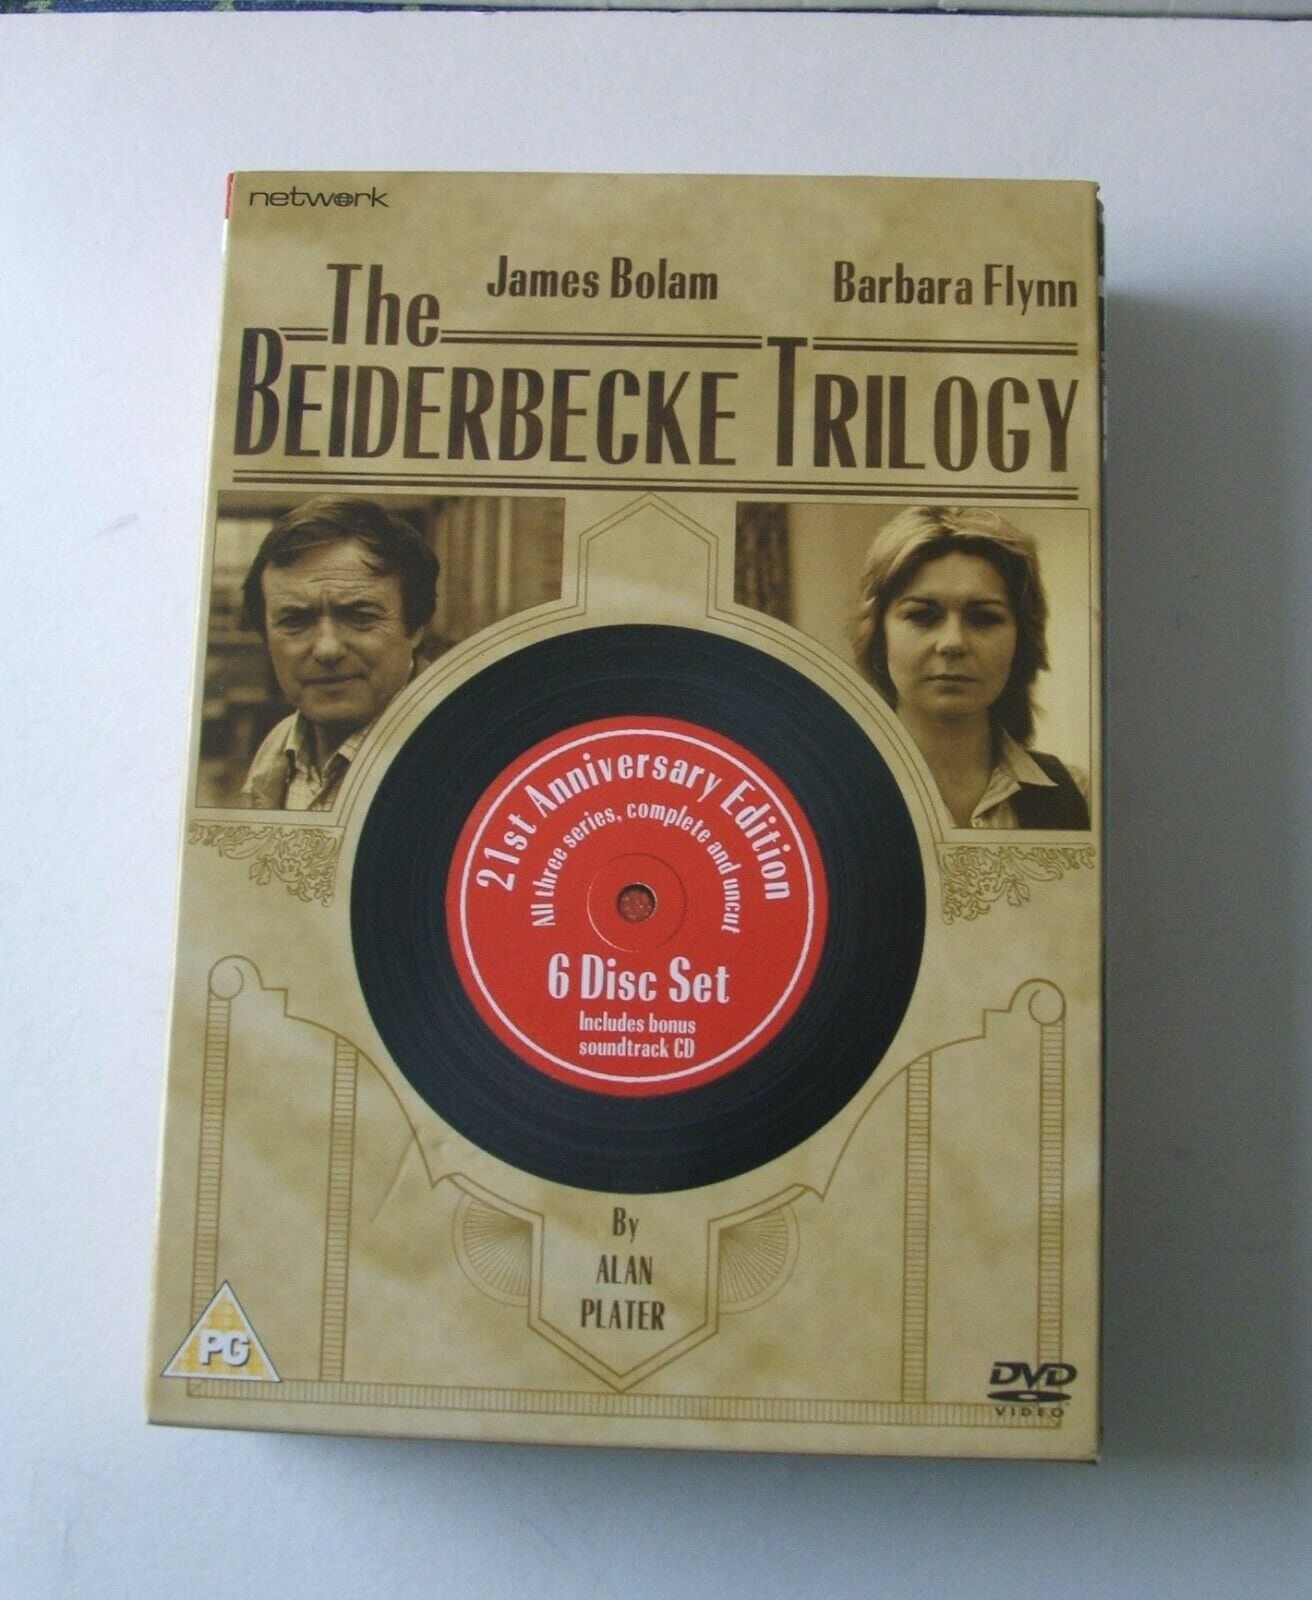 network
James Bolam
Barbara Flynn
The
BEIDERBECKE TRILOGY
21st Anniversary Edition
All three series, complete and uncut
6 Disc Set
Includes bonus
soundtrack CD
By
ALAN
PLATER
PG
DVD
VIDEO